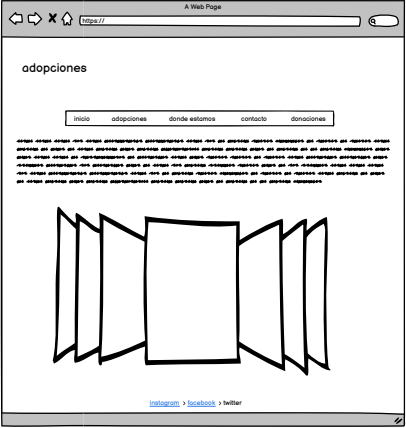 A Web Page
https://
adopciones
inicio adopciones donde estamos contacto donaciones
instagram > facebook > twitter